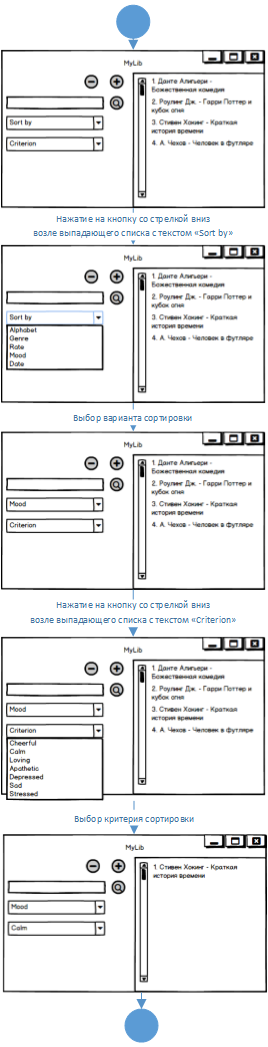 MyLib
1. Данте Алигьери -
Божественная комедия
2. Роулинг Дж. - Гарри Поттер и
кубок огня
3. Стивен Хокинг - Краткая
история времени
4. А. Чехов - Человек в футляре
Sort by
Criterion
Нажатие на кнопку со стрелкой вниз
возле выпадающего списка с текстом «Sort by»
MyLib
1. Данте Алигьери -
Божественная комедия
2. Роулинг Дж. - Гарри Поттер и
кубок огня
3. Стивен Хокинг - Краткая
история времени
4. А. Чехов - Человек в футляре
Sort by
Alphabet
Genre
Rate
Mood
Date
Выбор варианта сортировки
MyLib
1. Данте Алигьери -
Божественная комедия
2. Роулинг Дж. - Гарри Поттер и
кубок огня
3. Стивен Хокинг - Краткая
история времени
4. А. Чехов - Человек в футляре
Mood
Criterion
Нажатие на кнопку со стрелкой вниз
возле выпадающего списка с текстом «Criterion»
MyLib
1. Данте Алигьери -
Божественная комедия
2. Роулинг Дж. - Гарри Поттер и
кубок огня
3. Стивен Хокинг - Краткая
история времени
4. А. Чехов - Человек в футляре
Mood
Criterion
Cheerful
Calm
Loving
Apathetic
Depressed
Sad
Stressed
Выбор критерия сортировки
MyLib
1. Стивен Хокинг - Краткая
история времени
Mood
Calm